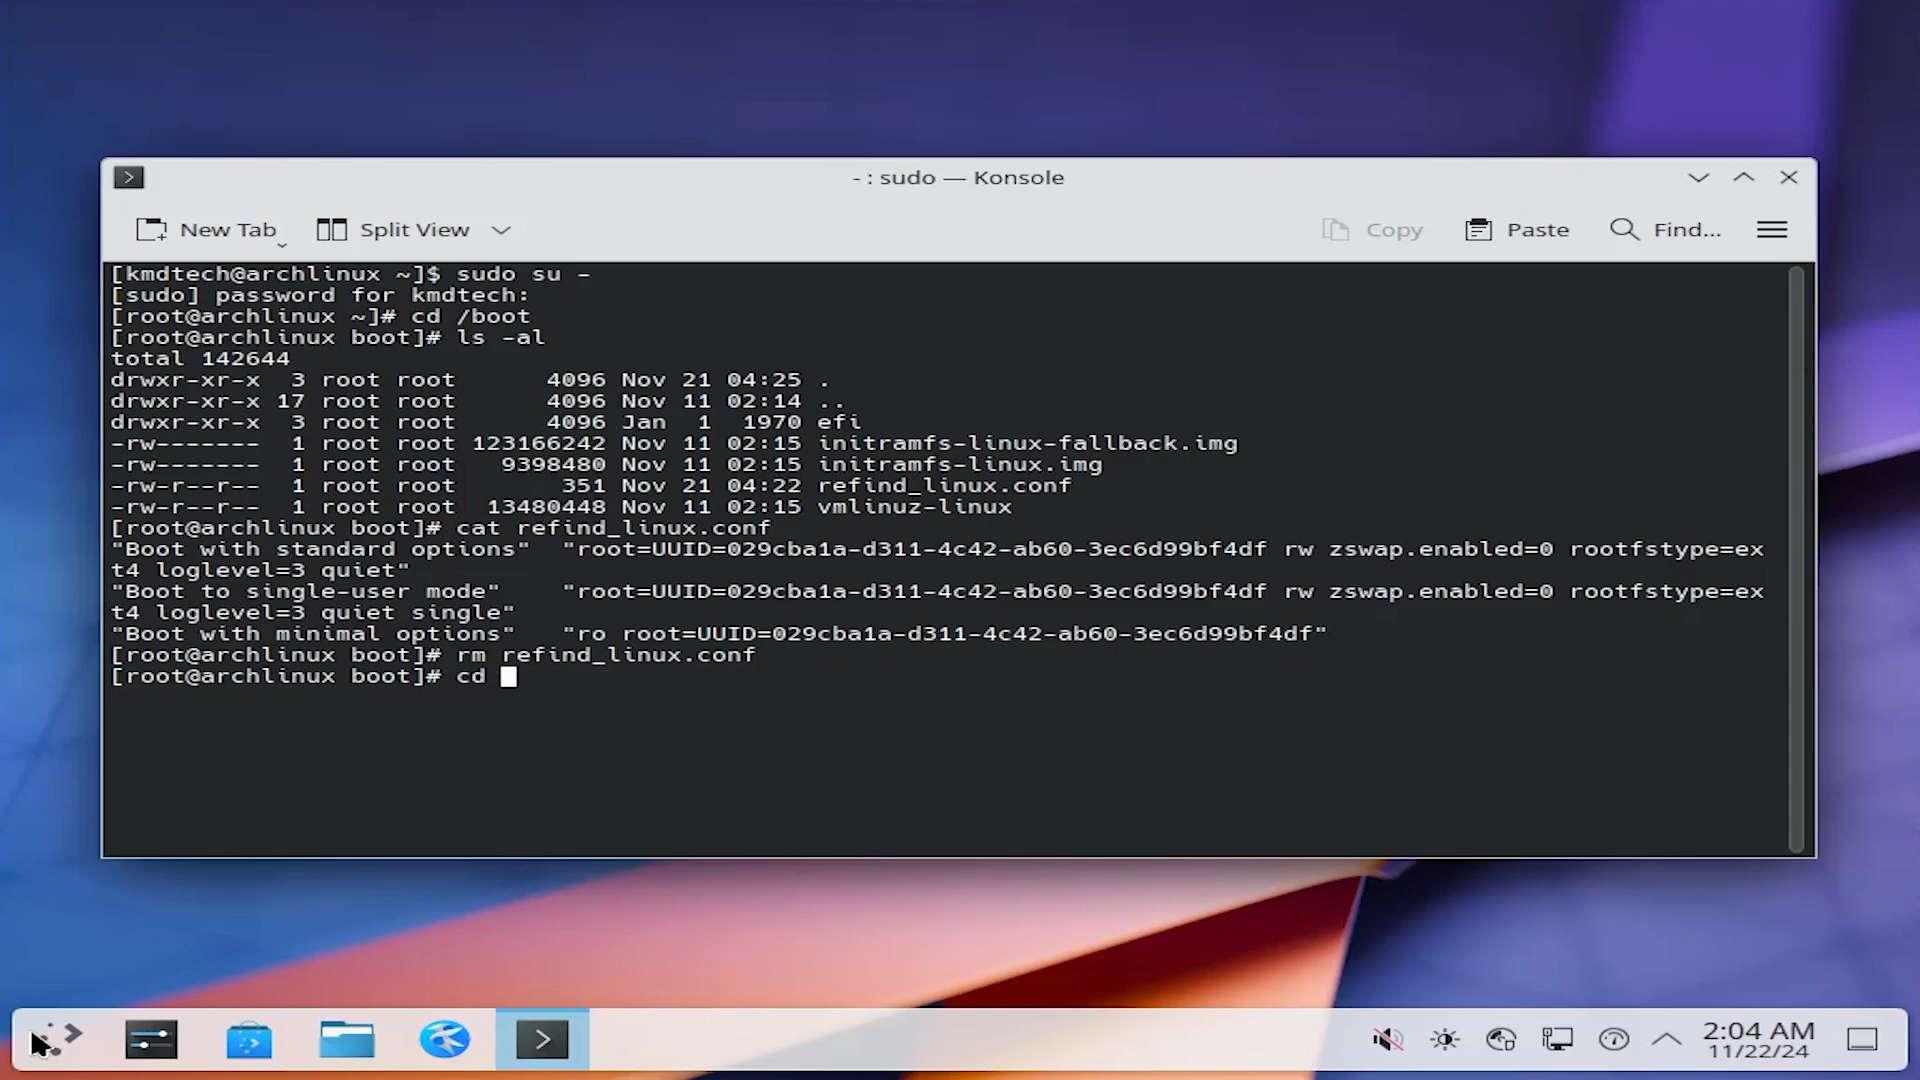 - : sudo — Konsole
New Tab Split View Copy Paste Find...
[kmdtech@archlinux ~]$ sudo su -
[sudo] password for kmdtech:
[root@archlinux ~]# cd /boot
[root@archlinux boot]# ls -al
total 142644
drwxr-xr-x  3 root root      4096 Nov 21 04:25 .
drwxr-xr-x 17 root root      4096 Nov 11 02:14 ..
drwxr-xr-x  3 root root      4096 Jan  1  1970 efi
-rw-------  1 root root 123166242 Nov 11 02:15 initramfs-linux-fallback.img
-rw-------  1 root root   9398480 Nov 11 02:15 initramfs-linux.img
-rw-r--r--  1 root root       351 Nov 21 04:22 refind_linux.conf
-rw-r--r--  1 root root  13480448 Nov 11 02:15 vmlinuz-linux
[root@archlinux boot]# cat refind_linux.conf
"Boot with standard options"  "root=UUID=029cba1a-d311-4c42-ab60-3ec6d99bf4df rw zswap.enabled=0 rootfstype=ex
t4 loglevel=3 quiet"
"Boot to single-user mode"    "root=UUID=029cba1a-d311-4c42-ab60-3ec6d99bf4df rw zswap.enabled=0 rootfstype=ex
t4 loglevel=3 quiet single"
"Boot with minimal options"   "ro root=UUID=029cba1a-d311-4c42-ab60-3ec6d99bf4df"
[root@archlinux boot]# rm refind_linux.conf
[root@archlinux boot]# cd
2:04 AM
11/22/24